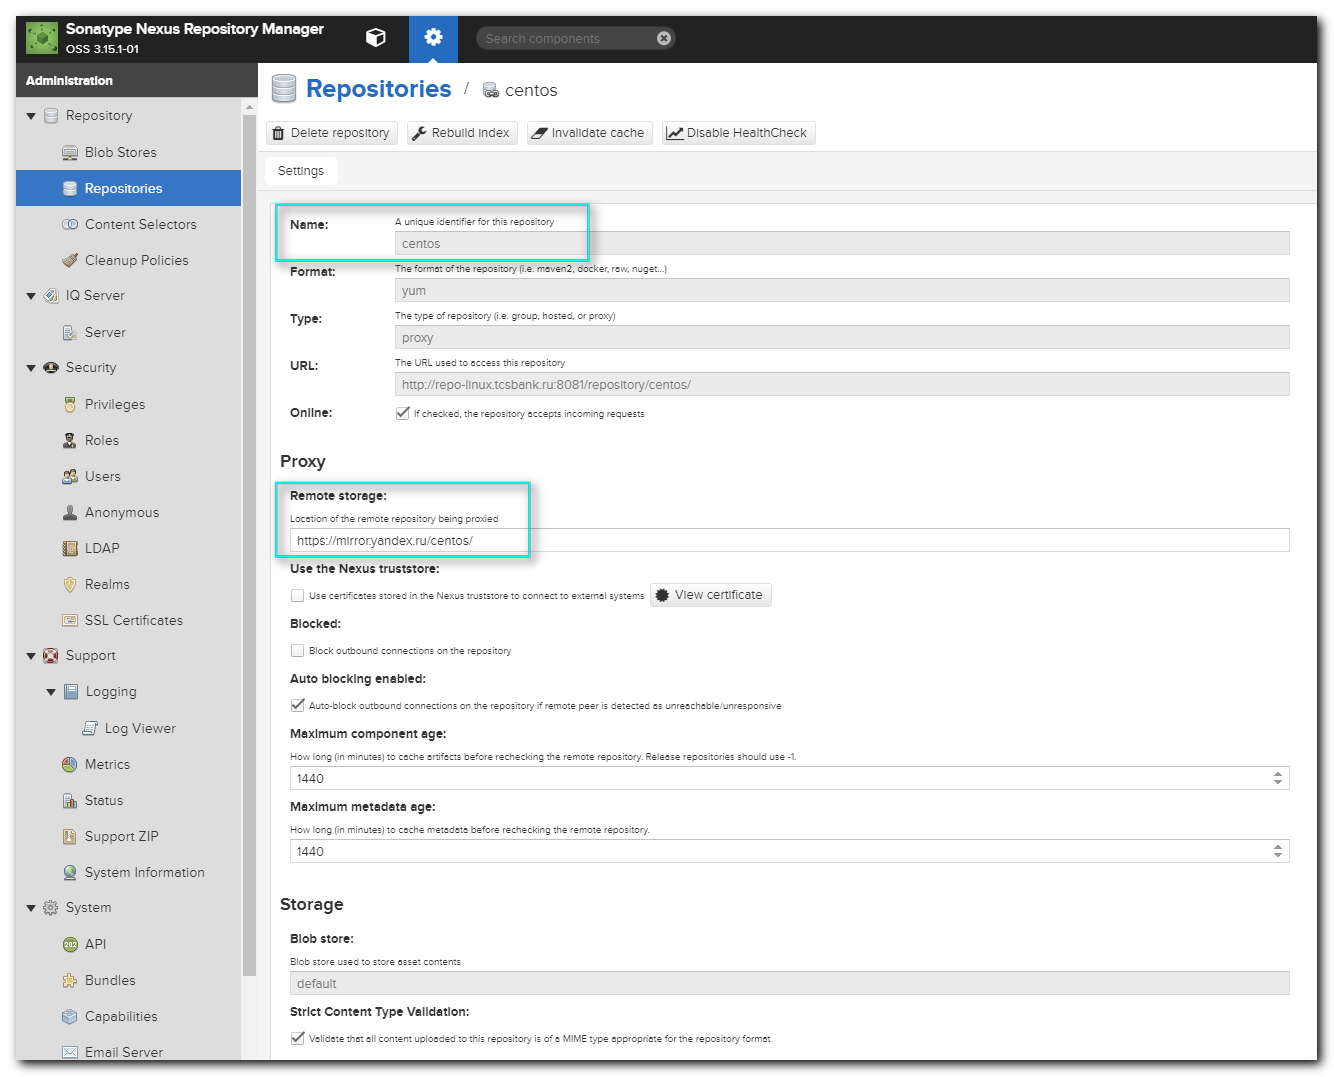 Sonatype Nexus Repository Manager
OSS 3.15.1-01
Search components
Administration
Repository
Blob Stores
Repositories
Content Selectors
Cleanup Policies
IQ Server
Server
Security
Privileges
Roles
Users
Anonymous
LDAP
Realms
SSL Certificates
Support
Logging
Log Viewer
Metrics
Status
Support ZIP
System Information
System
202
API
Bundles
Capabilities
Email Server
Repositories / centos
Delete repository Rebuild index Invalidate cache Disable HealthCheck
Settings
Name: A unique identifier for this repository
centos
Format: The format of the repository (i.e. maven2, docker, raw, nuget...)
yum
Type: The type of repository (i.e. group, hosted, or proxy)
proxy
URL: The URL used to access this repository
http://repo-linux.tcsbank.ru:8081/repository/centos/
Online: If checked, the repository accepts incoming requests
Proxy
Remote storage:
Location of the remote repository being proxied
https://mirror.yandex.ru/centos/
Use the Nexus truststore:
Use certificates stored in the Nexus truststore to connect to external systems View certificate
Blocked:
Block outbound connections on the repository
Auto blocking enabled:
Auto-block outbound connections on the repository if remote peer is detected as unreachable/unresponsive
Maximum component age:
How long (in minutes) to cache artifacts before rechecking the remote repository. Release repositories should use -1.
1440
Maximum metadata age:
How long (in minutes) to cache metadata before rechecking the remote repository.
1440
Storage
Blob store:
Blob store used to store asset contents
default
Strict Content Type Validation:
Validate that all content uploaded to this repository is of a MIME type appropriate for the repository format